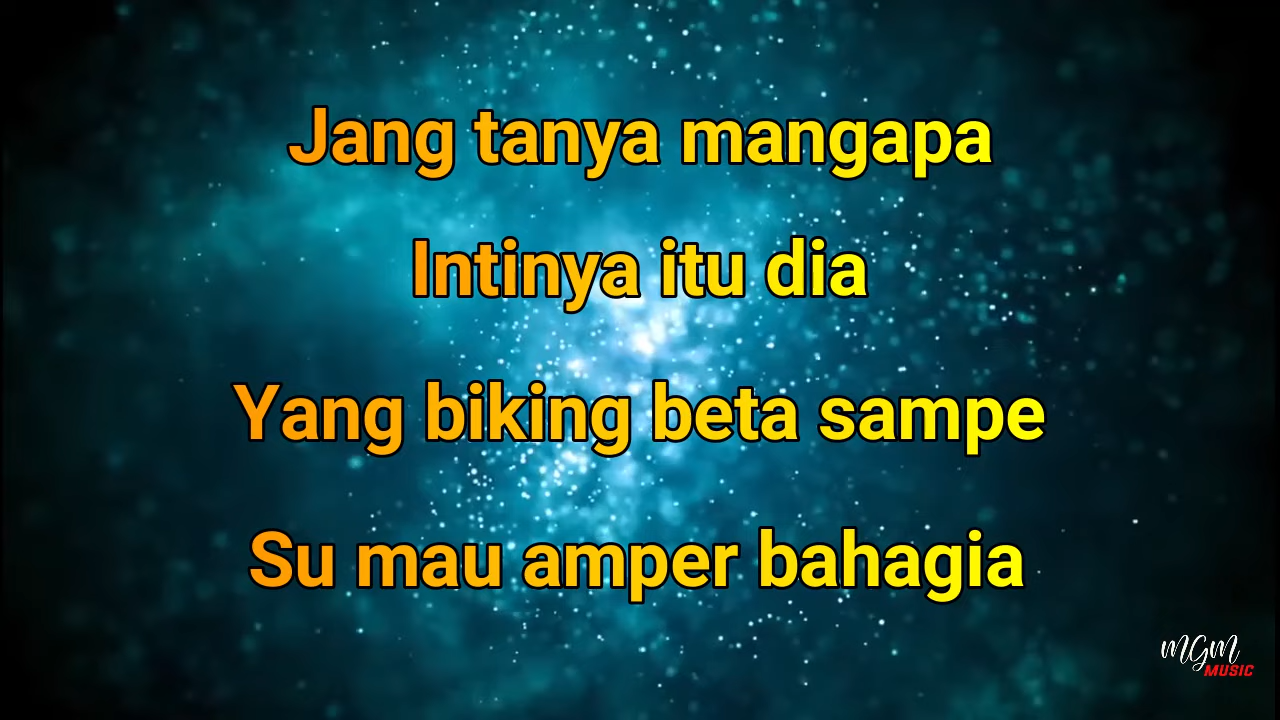 Jang tanya mangapa
Intinya itu dia
Yang biking beta sampe
Su mau amper bahagia
MGM
MUSIC